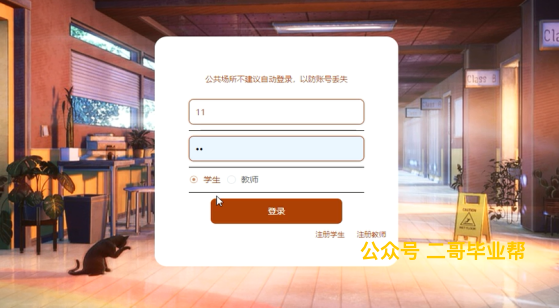 公共场所不建议自动登录，以防账号丢失
11
••
学生 教师
登录
注册学生 注册教师
公众号 二哥毕业帮
Class B